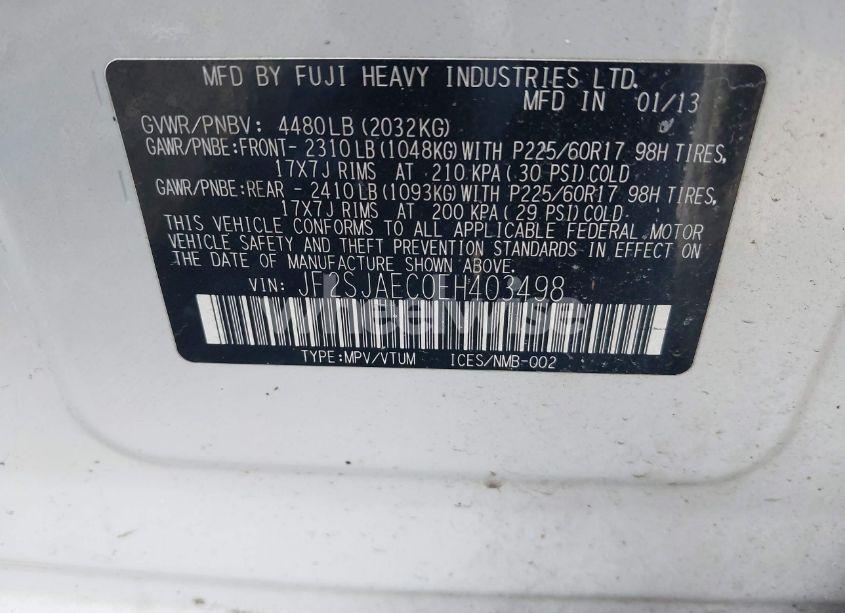 MFD BY FUJI HEAVY INDUSTRIES LTD.
MFD IN 01/13
GVWR/PNBV: 4480LB(2032KG)
GAWR/PNBE:FRONT- 2310LB(1048KG)WITH P225/60R17 98H TIRES,
17X7J RIMS AT 210 KPA( 30 PSI)COLD
GAWR/PNBE:REAR - 2410LB(1093KG)WITH P225/60R17 98H TIRES,
17X7J RIMS AT 200 KPA( 29 PSI)COLD.
THIS VEHICLE CONFORMS TO ALL APPLICABLE FEDERAL MOTOR
VEHICLE SAFETY AND THEFT PREVENTION STANDARDS IN EFFECT ON
THE DATE OF MANUFACTURE SHOWN ABOVE.
VIN: JF2SJAEC0EH403498
wheelwise
TYPE:MPV/VTUM ICES/NMB-002